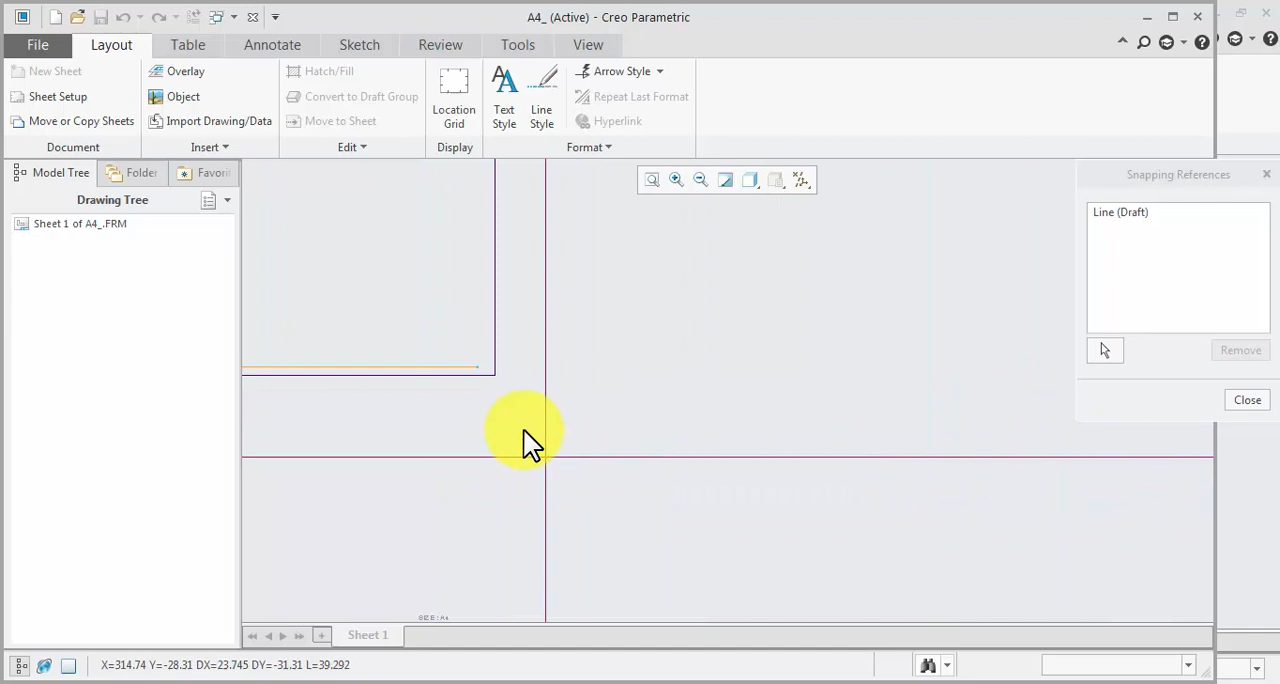 A4_ (Active) - Creo Parametric
File Layout Table Annotate Sketch Review Tools View
New Sheet Overlay Hatch/Fill Arrow Style
Sheet Setup Object Convert to Draft Group Repeat Last Format
Move or Copy Sheets Import Drawing/Data Move to Sheet Hyperlink
Location Grid
Text Style
Line Style
Document Insert Edit Display Format
Model Tree Folder Favori
Drawing Tree
Sheet 1 of A4_.FRM
Snapping References
Line (Draft)
Remove
Close
SIZE : A4
Sheet 1
X=314.74 Y=-28.31 DX=23.745 DY=-31.31 L=39.292